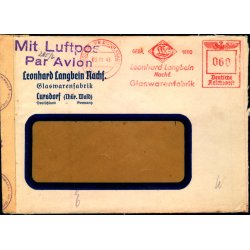 Mit Luftpost
Par Avion
Leonhard Langbein Nachf.
Glaswarenfabrik
Cursdorf (Thür. Wald)
Deutschland - Germany
GEGR. 1890
Leonhard Langbein
Nachf.
Glaswarenfabrik
060
Deutsche
Reichspost